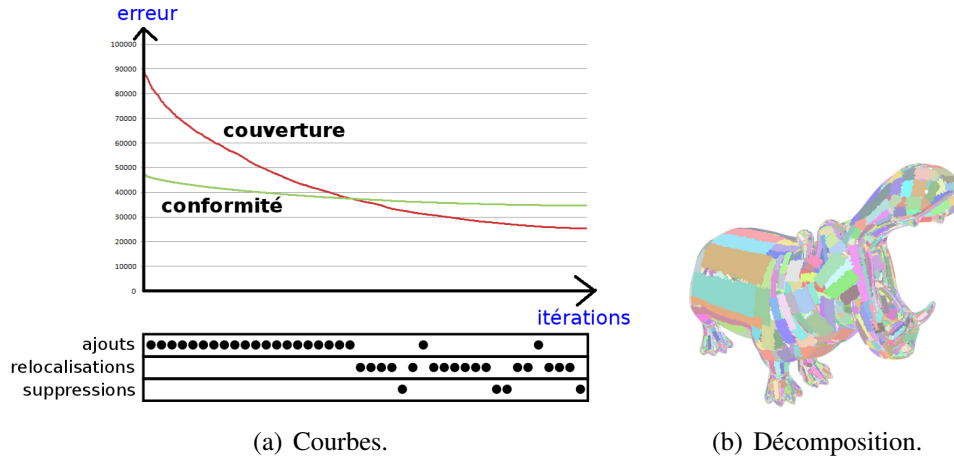 erreur
100000
90000
80000
70000
60000
50000
40000
30000
20000
10000
0
couverture
conformité
itérations
ajouts
relocalisations
suppressions
(a) Courbes.
(b) Décomposition.